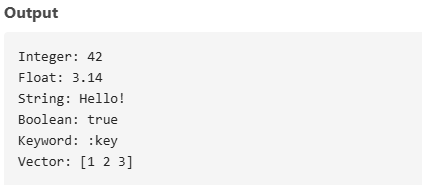 Output
Integer: 42
Float: 3.14
String: Hello!
Boolean: true
Keyword: :key
Vector: [1 2 3]